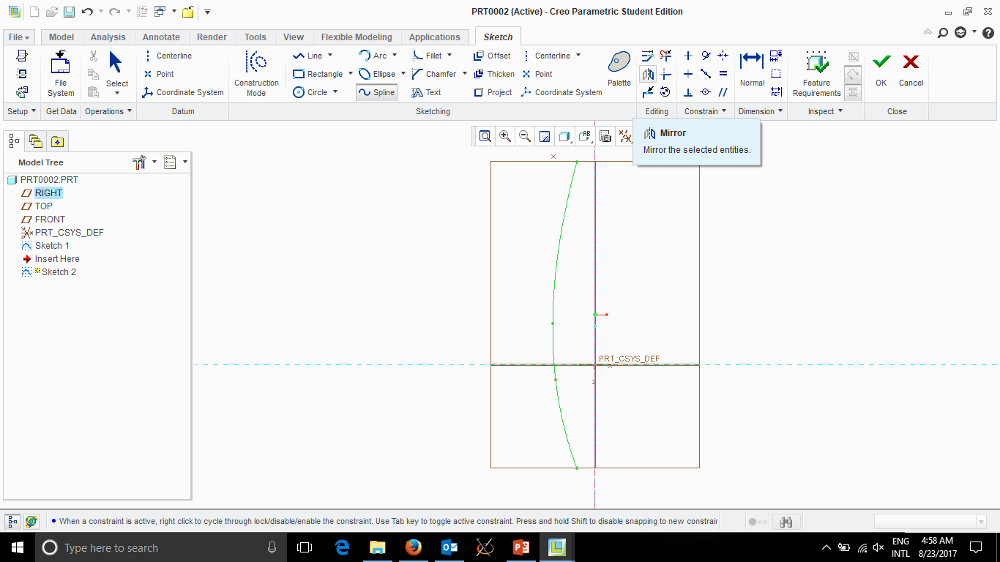 PRT0002 (Active) - Creo Parametric Student Edition
File Model Analysis Annotate Render Tools View Flexible Modeling Applications Sketch
Centerline Line Arc Fillet Offset Centerline
Point Rectangle Ellipse Chamfer Thicken Point
Coordinate System Circle Spline Text Project Coordinate System
File System
Select
Construction Mode
Palette
Normal
Feature Requirements
OK
Cancel
Setup Get Data Operations Datum Sketching Editing Constrain Dimension Inspect Close
Mirror
Mirror the selected entities.
Model Tree
PRT0002.PRT
RIGHT
TOP
FRONT
PRT_CSYS_DEF
Sketch 1
Insert Here
Sketch 2
PRT_CSYS_DEF
X
Z
When a constraint is active, right click to cycle through lock/disable/enable the constraint. Use Tab key to toggle active constraint. Press and hold Shift to disable snapping to new constrain
Type here to search
ENG
INTL
4:58 AM
8/23/2017